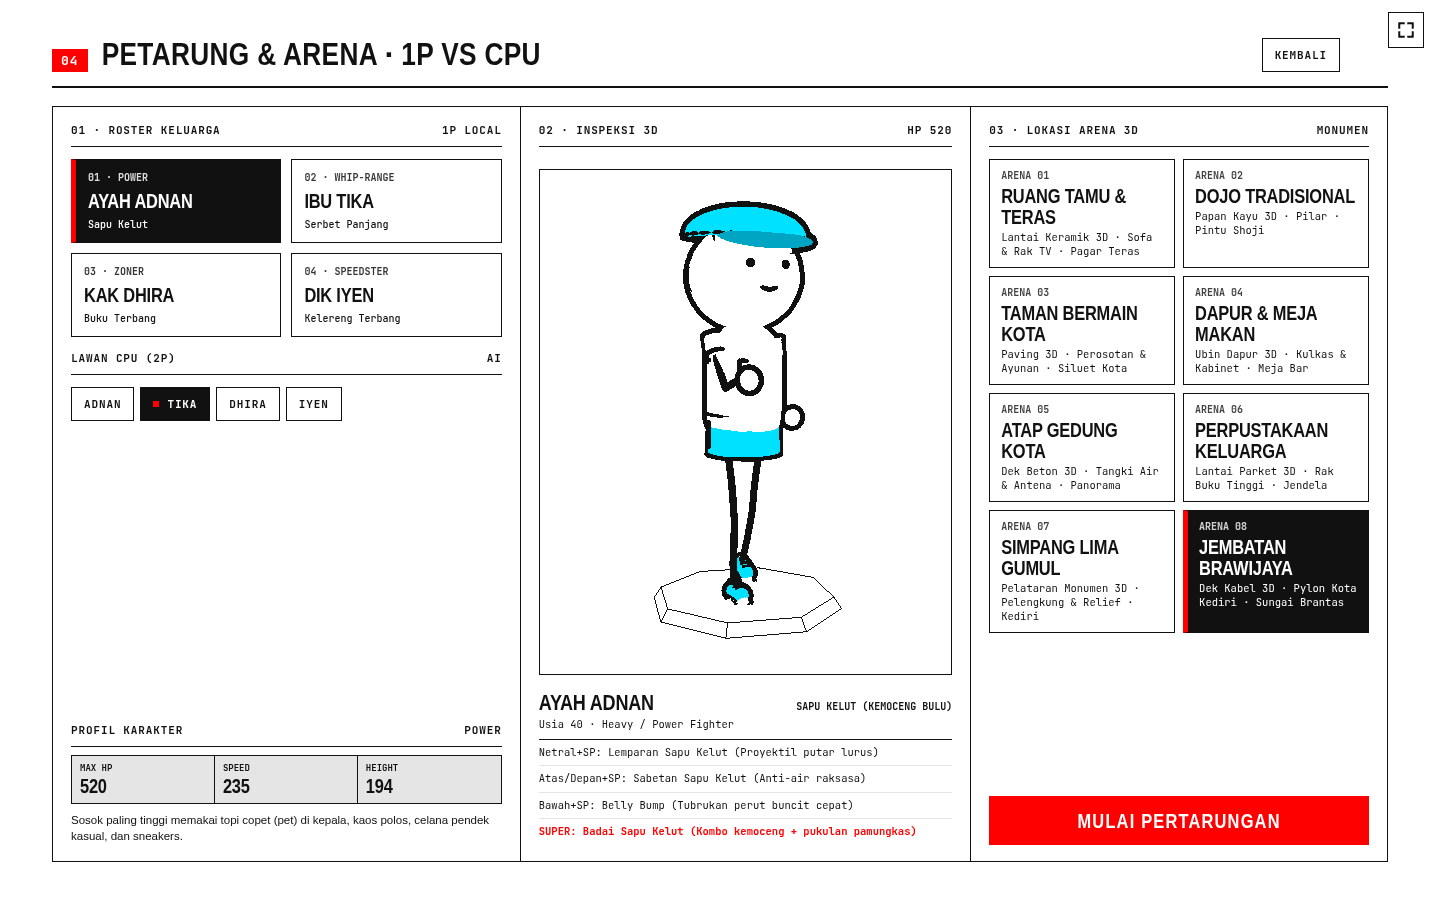 04 PETARUNG & ARENA · 1P VS CPU
KEMBALI
01 · ROSTER KELUARGA 1P LOCAL
01 · POWER
AYAH ADNAN
Sapu Kelut
02 · WHIP-RANGE
IBU TIKA
Serbet Panjang
03 · ZONER
KAK DHIRA
Buku Terbang
04 · SPEEDSTER
DIK IYEN
Kelereng Terbang
LAWAN CPU (2P) AI
ADNAN TIKA DHIRA IYEN
PROFIL KARAKTER POWER
MAX HP
520
SPEED
235
HEIGHT
194
Sosok paling tinggi memakai topi copet (pet) di kepala, kaos polos, celana pendek
kasual, dan sneakers.
02 · INSPEKSI 3D HP 520
AYAH ADNAN SAPU KELUT (KEMOCENG BULU)
Usia 40 · Heavy / Power Fighter
Netral+SP: Lemparan Sapu Kelut (Proyektil putar lurus)
Atas/Depan+SP: Sabetan Sapu Kelut (Anti-air raksasa)
Bawah+SP: Belly Bump (Tubrukan perut buncit cepat)
SUPER: Badai Sapu Kelut (Kombo kemoceng + pukulan pamungkas)
03 · LOKASI ARENA 3D MONUMEN
ARENA 01
RUANG TAMU &
TERAS
Lantai Keramik 3D · Sofa
& Rak TV · Pagar Teras
ARENA 02
DOJO TRADISIONAL
Papan Kayu 3D · Pilar ·
Pintu Shoji
ARENA 03
TAMAN BERMAIN
KOTA
Paving 3D · Perosotan &
Ayunan · Siluet Kota
ARENA 04
DAPUR & MEJA
MAKAN
Ubin Dapur 3D · Kulkas &
Kabinet · Meja Bar
ARENA 05
ATAP GEDUNG
KOTA
Dek Beton 3D · Tangki Air
& Antena · Panorama
ARENA 06
PERPUSTAKAAN
KELUARGA
Lantai Parket 3D · Rak
Buku Tinggi · Jendela
ARENA 07
SIMPANG LIMA
GUMUL
Pelataran Monumen 3D ·
Pelengkung & Relief ·
Kediri
ARENA 08
JEMBATAN
BRAWIJAYA
Dek Kabel 3D · Pylon Kota
Kediri · Sungai Brantas
MULAI PERTARUNGAN